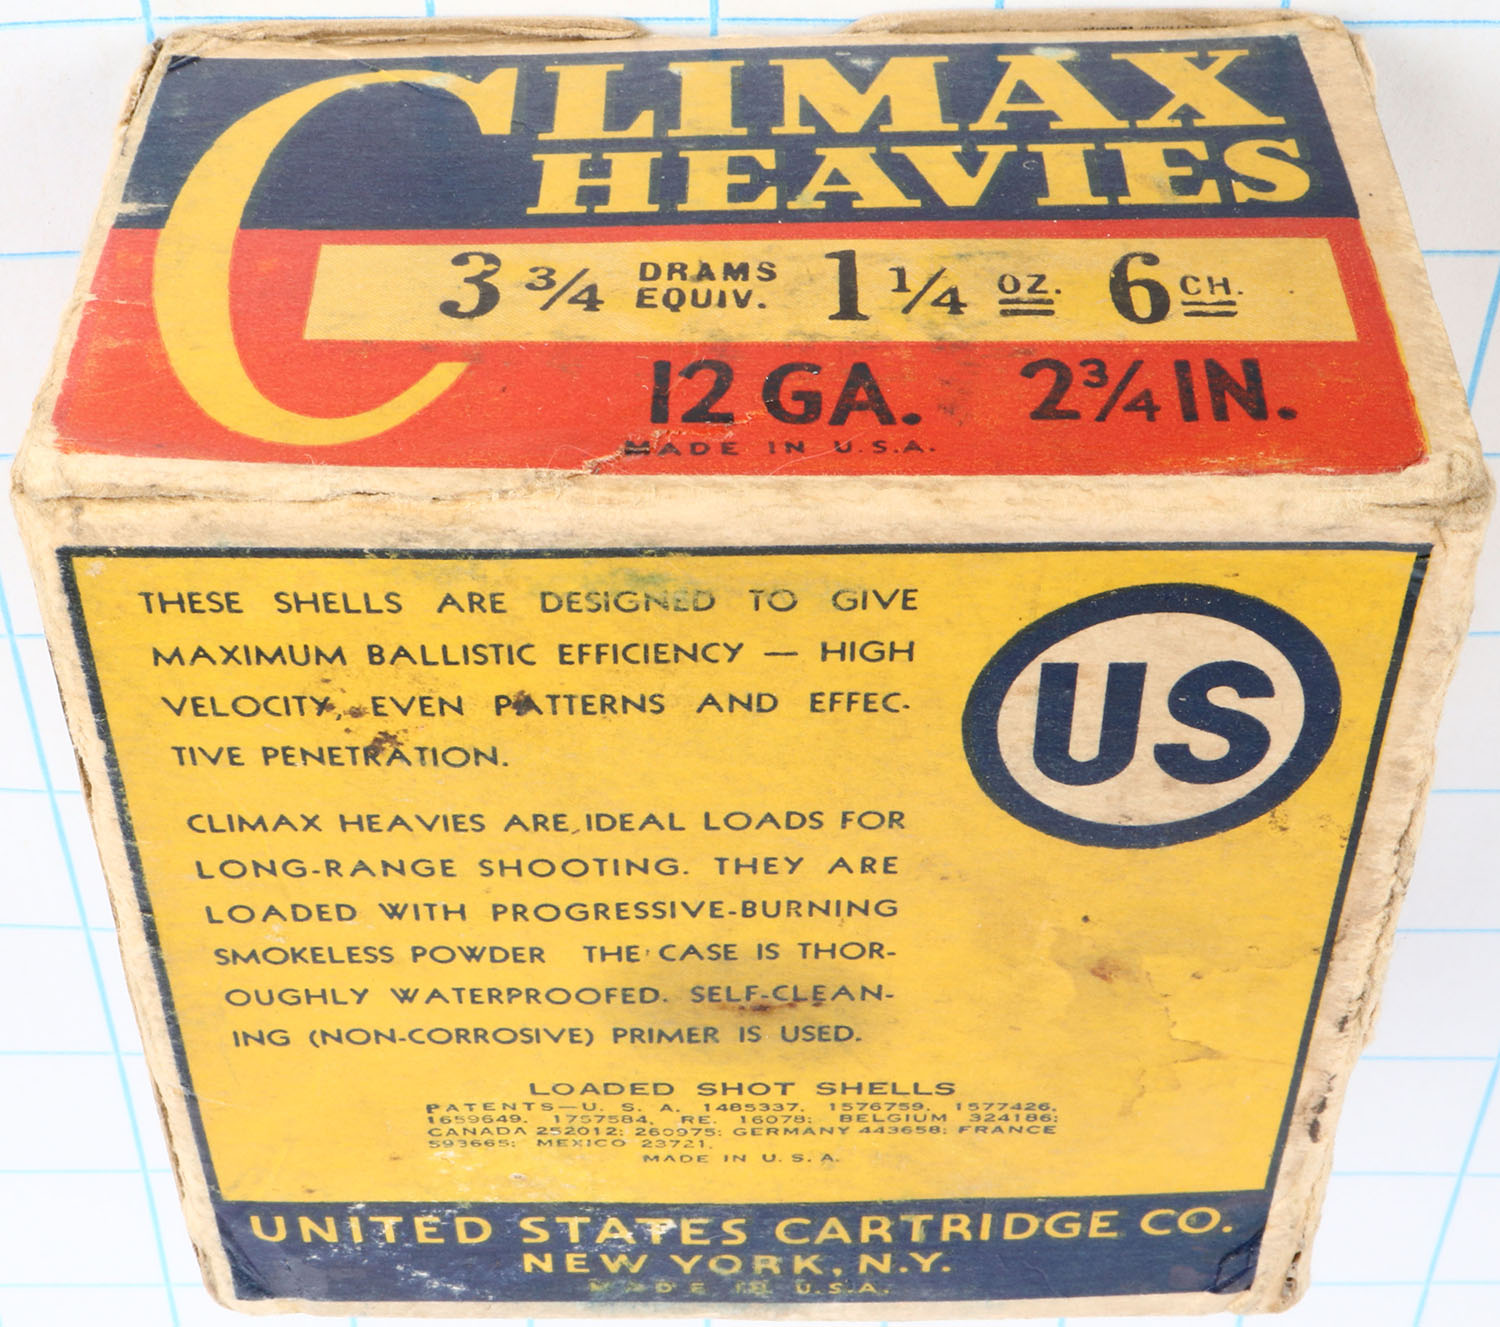 CLIMAX
HEAVIES
3 3/4 DRAMS EQUIV. 1 1/4 OZ. 6 CH.
12 GA. 2 3/4 IN.
MADE IN U.S.A.
THESE SHELLS ARE DESIGNED TO GIVE
MAXIMUM BALLISTIC EFFICIENCY — HIGH
VELOCITY, EVEN PATTERNS AND EFFEC-
TIVE PENETRATION.
US
CLIMAX HEAVIES ARE IDEAL LOADS FOR
LONG-RANGE SHOOTING. THEY ARE
LOADED WITH PROGRESSIVE-BURNING
SMOKELESS POWDER THE CASE IS THOR-
OUGHLY WATERPROOFED. SELF-CLEAN-
ING (NON-CORROSIVE) PRIMER IS USED.
LOADED SHOT SHELLS
PATENTS—U. S. A. 1485337, 1576759, 1577426,
1659649, 1757584, RE. 16078; BELGIUM 324186;
CANADA 252012; 260975; GERMANY 443658; FRANCE
593665; MEXICO 23721.
MADE IN U. S. A.
UNITED STATES CARTRIDGE CO.
NEW YORK, N.Y.
MADE IN U.S.A.